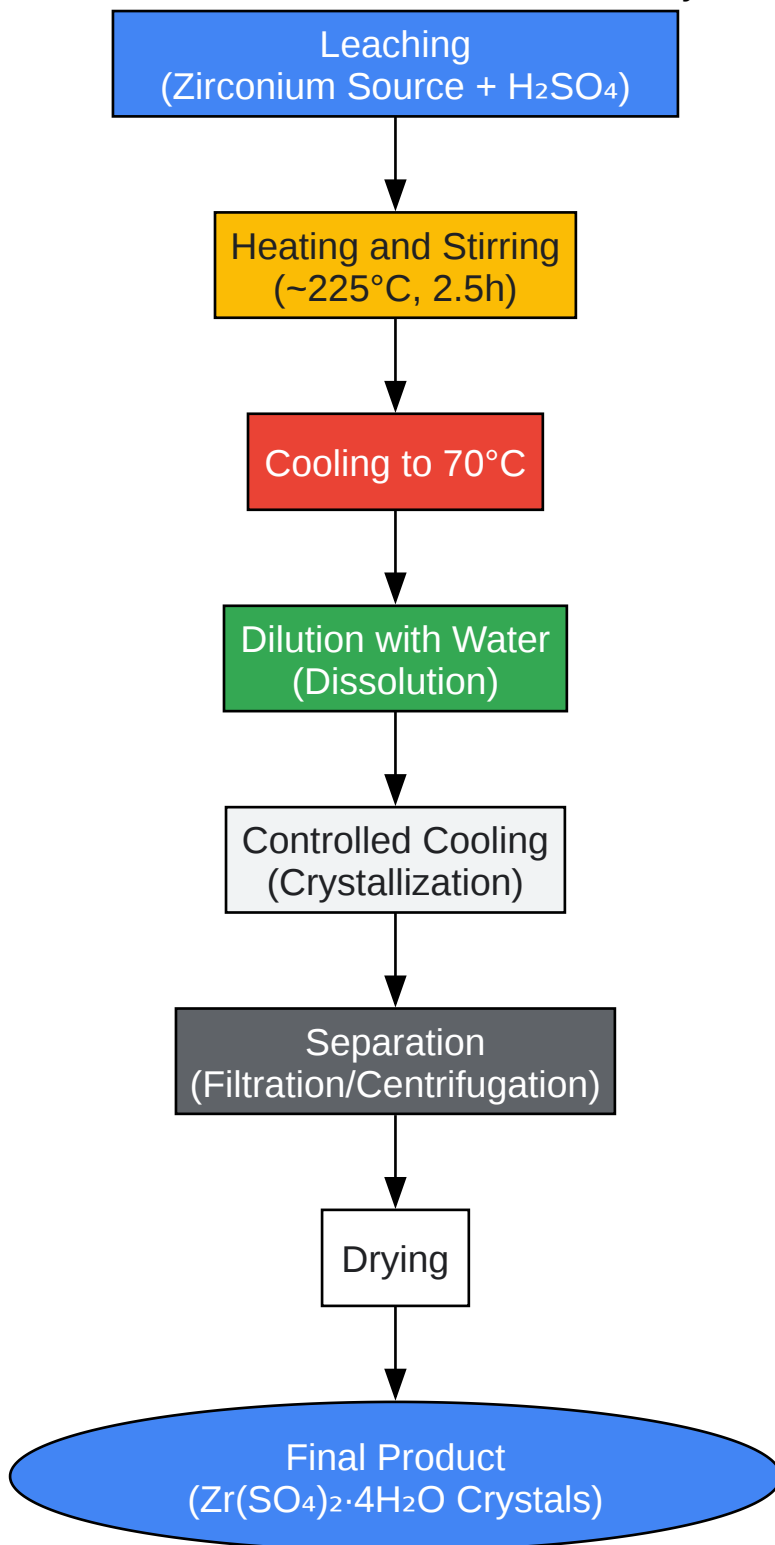 Leaching
(Zirconium Source + H₂SO₄)
Heating and Stirring
(~225°C, 2.5h)
Cooling to 70°C
Dilution with Water
(Dissolution)
Controlled Cooling
(Crystallization)
Separation
(Filtration/Centrifugation)
Drying
Final Product
(Zr(SO₄)₂·4H₂O Crystals)